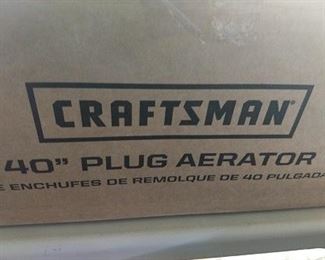 CRAFTSMAN®
40" PLUG AERATOR
E ENCHUFES DE REMOLQUE DE 40 PULGADA